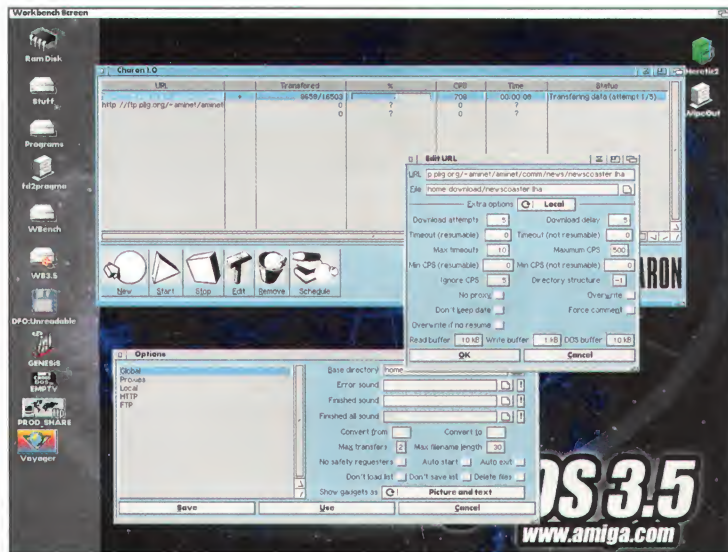 Workbench Screen
Ram Disk
Stuff
Programs
fd2pragma
WBench
WB3.5
DF0:Unreadable
GENESiS
DOS
EMPTY
PROD_SHARE
Voyager
Heretic2
WipeOut
Charon 1.0
URL Transfered % CPS Time Status
+ 8659/16503 708 00:00:08 Transfering data (attempt 1/5)
http://ftp.plig.org/~aminet/aminet 0 ? 0 ?
0 ? 0 ?
New Start Stop Edit Remove Schedule
ARON
Edit URL
URL p.plig.org/~aminet/aminet/comm/news/newscoaster.lha
File home:download/newscoaster.lha
Extra options Local
Download attempts 5 Download delay 5
Timeout (resumable) 0 Timeout (not resumable) 0
Max timeouts 10 Maximum CPS 500
Min CPS (resumable) 0 Min CPS (not resumable) 0
Ignore CPS 5 Directory structure -1
No proxy Overwrite
Don't keep date Force comment
Overwrite if no resume
Read buffer 10 kB Write buffer 1 kB DOS buffer 10 kB
OK Cancel
Options
Global
Proxies
Local
HTTP
FTP
Base directory home
Error sound
Finished sound
Finished all sound
Convert from Convert to
Max transfers 2 Max filename length 30
No safety requesters Auto start Auto exit
Don't load list Don't save list Delete files
Show gadgets as Picture and text
Save Use Cancel
OS 3.5
www.amiga.com